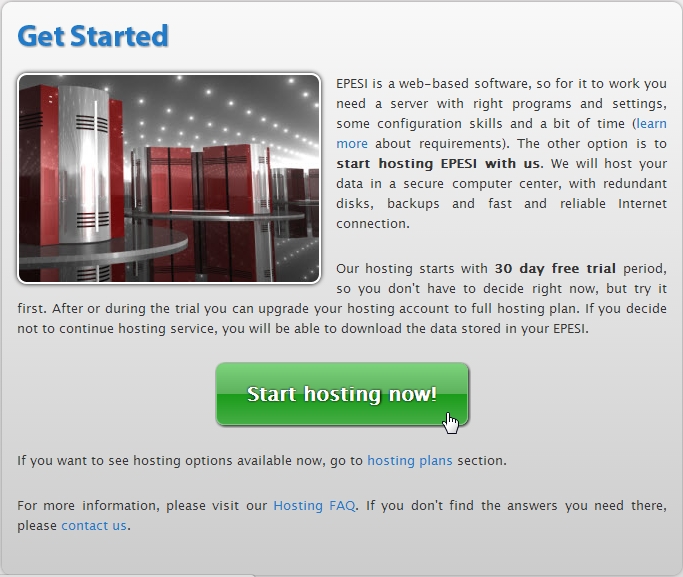 Get Started
EPESI is a web-based software, so for it to work you
need a server with right programs and settings,
some configuration skills and a bit of time (learn
more about requirements). The other option is to
start hosting EPESI with us. We will host your
data in a secure computer center, with redundant
disks, backups and fast and reliable Internet
connection.
Our hosting starts with 30 day free trial period,
so you don't have to decide right now, but try it
first. After or during the trial you can upgrade your hosting account to full hosting plan. If you decide
not to continue hosting service, you will be able to download the data stored in your EPESI.
Start hosting now!
If you want to see hosting options available now, go to hosting plans section.
For more information, please visit our Hosting FAQ. If you don't find the answers you need there,
please contact us.